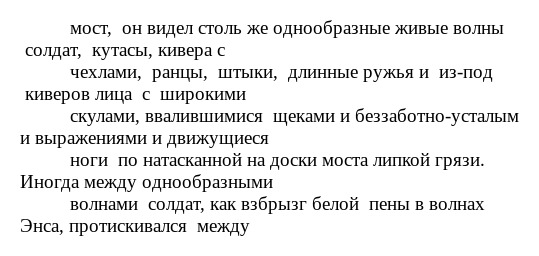 мост, он видел столь же однообразные живые волны
солдат, кутасы, кивера с
чехлами, ранцы, штыки, длинные ружья и из-под
киверов лица с широкими
скулами, ввалившимися щеками и беззаботно-усталым
и выражениями и движущиеся
ноги по натасканной на доски моста липкой грязи.
Иногда между однообразными
волнами солдат, как взбрызг белой пены в волнах
Энса, протискивался между